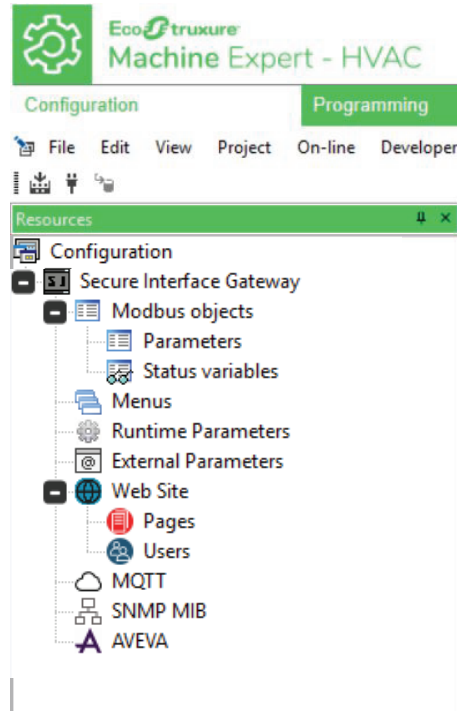 EcoStruxure
Machine Expert - HVAC
Configuration Programming
File Edit View Project On-line Developer
Resources
Configuration
Secure Interface Gateway
Modbus objects
Parameters
Status variables
Menus
Runtime Parameters
External Parameters
Web Site
Pages
Users
MQTT
SNMP MIB
AVEVA